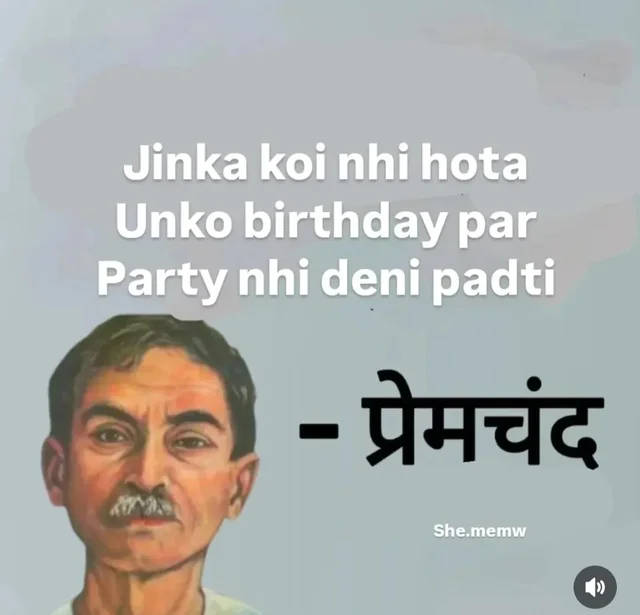 Jinka koi nhi hota
Unko birthday par
Party nhi deni padti
- प्रेमचंद
She.memw